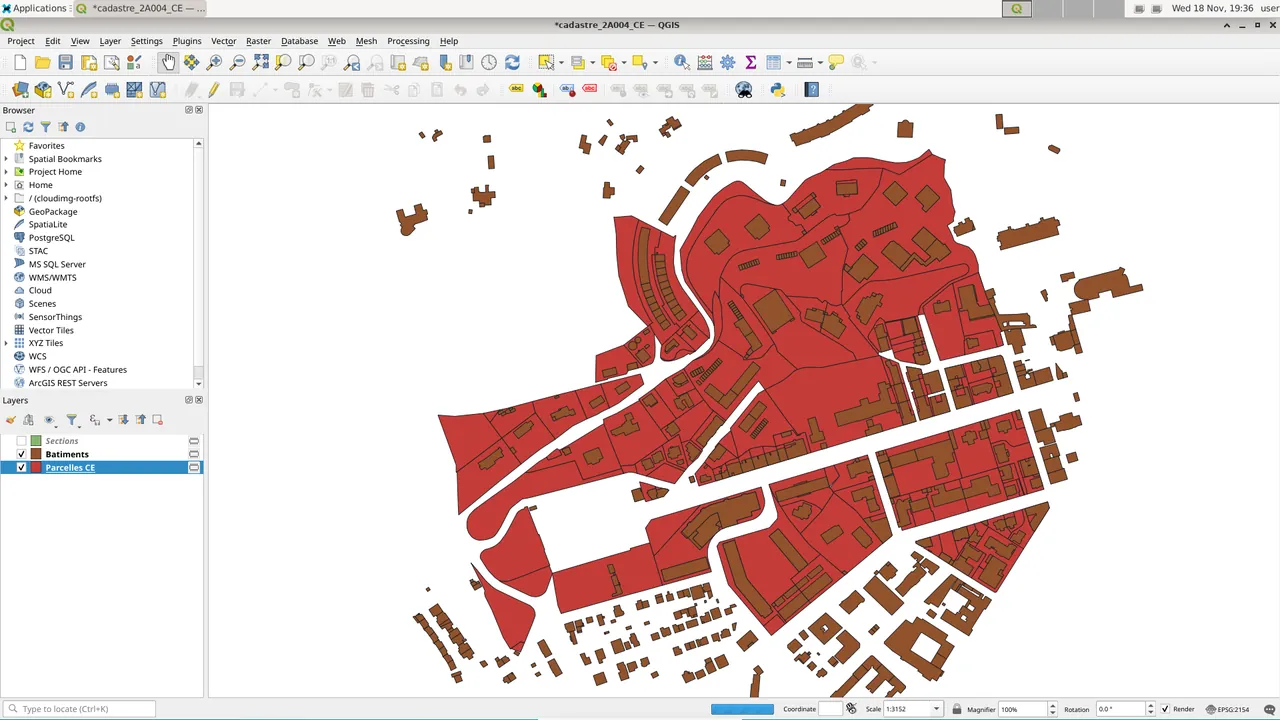 Applications
*cadastre_2A004_CE — ...
Wed 18 Nov, 19:36 user
*cadastre_2A004_CE — QGIS
Project Edit View Layer Settings Plugins Vector Raster Database Web Mesh Processing Help
abc abc abc
Browser
Favorites
Spatial Bookmarks
Project Home
Home
/ (cloudimg-rootfs)
GeoPackage
SpatiaLite
PostgreSQL
STAC
MS SQL Server
WMS/WMTS
Cloud
Scenes
SensorThings
Vector Tiles
XYZ Tiles
WCS
WFS / OGC API - Features
ArcGIS REST Servers
Layers
Sections
Batiments
Parcelles CE
Type to locate (Ctrl+K)
Coordinate
Scale 1:3152
Magnifier 100%
Rotation 0.0 °
Render
EPSG:2154